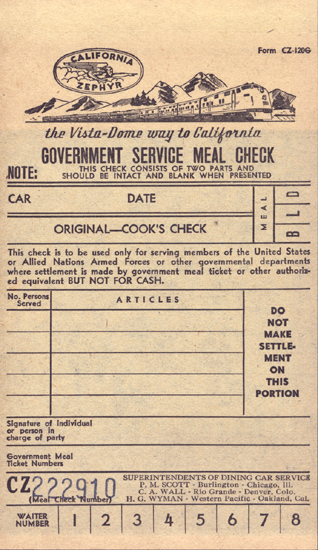 Form CZ-120G
CALIFORNIA
ZEPHYR
the Vista-Dome way to California
GOVERNMENT SERVICE MEAL CHECK
NOTE: THIS CHECK CONSISTS OF TWO PARTS AND
SHOULD BE INTACT AND BLANK WHEN PRESENTED
CAR DATE
MEAL
B L D
ORIGINAL—COOK'S CHECK
This check is to be used only for serving members of the United States
or Allied Nations Armed Forces or other governmental departments
where settlement is made by government meal ticket or other authoriz-
ed equivalent BUT NOT FOR CASH.
No. Persons
Served
ARTICLES
DO
NOT
MAKE
SETTLE-
MENT
ON
THIS
PORTION
Signature of individual
or person in
charge of party
Government Meal
Ticket Numbers
CZ222910
(Meal Check Number)
SUPERINTENDENTS OF DINING CAR SERVICE
P. M. SCOTT - Burlington - Chicago, Ill.
C. A. WALL - Rio Grande - Denver, Colo.
H. G. WYMAN - Western Pacific - Oakland, Cal.
WAITER
NUMBER
1 2 3 4 5 6 7 8